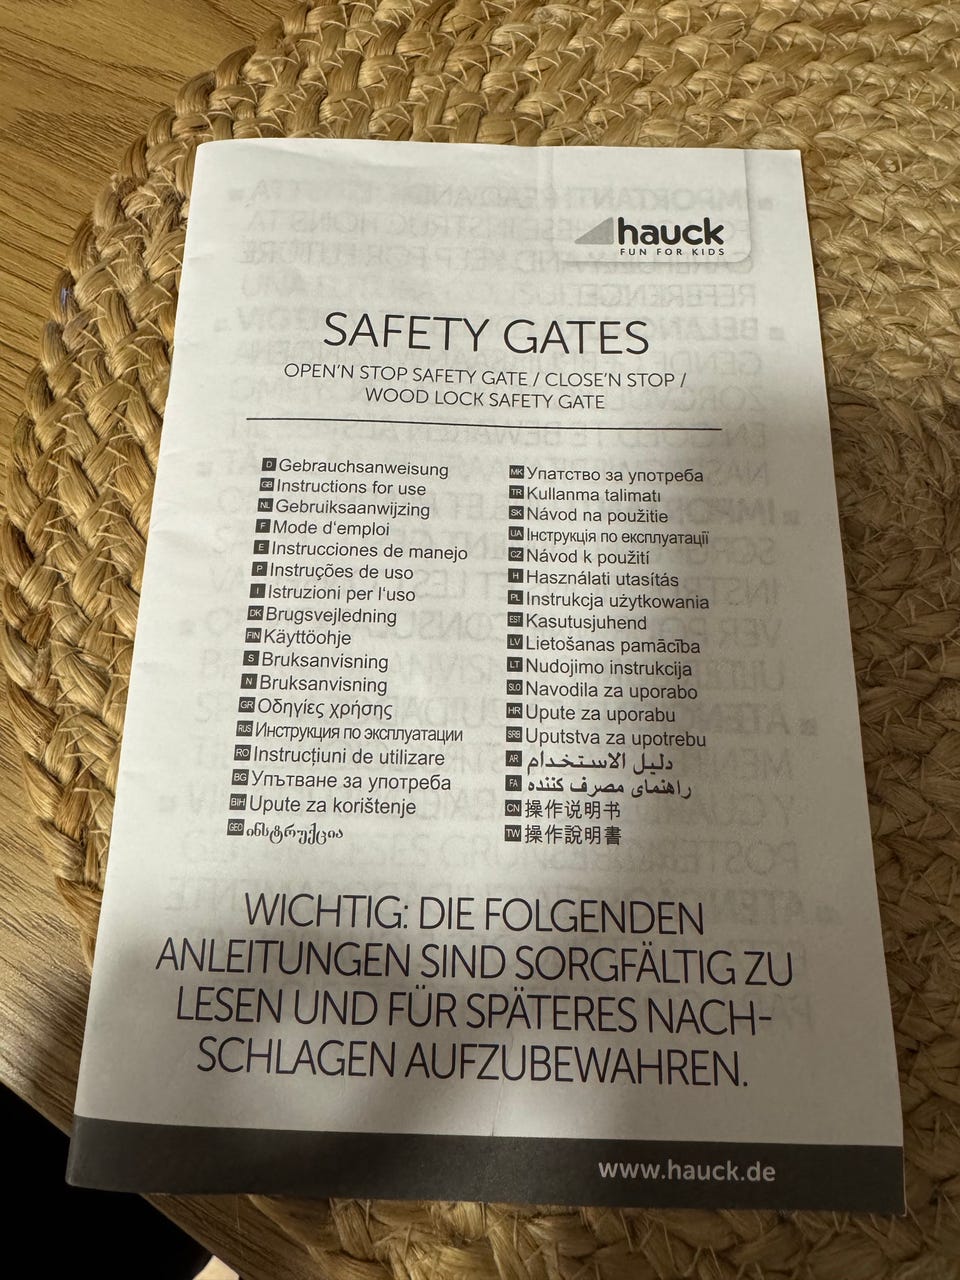 hauck
FUN FOR KIDS
SAFETY GATES
OPEN'N STOP SAFETY GATE / CLOSE'N STOP /
WOOD LOCK SAFETY GATE
D Gebrauchsanweisung
GB Instructions for use
NL Gebruiksaanwijzing
F Mode d'emploi
E Instrucciones de manejo
P Instruções de uso
I Istruzioni per l'uso
DK Brugsvejledning
FIN Käyttöohje
S Bruksanvisning
N Bruksanvisning
GR Οδηγίες χρήσης
RUS Инструкция по эксплуатации
RO Instrucțiuni de utilizare
BG Упътване за употреба
BIH Upute za korištenje
GEO ინსტრუქცია
MK Упатство за употреба
TR Kullanma talimatı
SK Návod na použitie
UA Інструкція по експлуатації
CZ Návod k použití
H Használati utasítás
PL Instrukcja użytkowania
EST Kasutusjuhend
LV Lietošanas pamācība
LT Nudojimo instrukcija
SLO Navodila za uporabo
HR Upute za uporabu
SRB Uputstva za upotrebu
AR دليل الاستخدام
FA راهنمای مصرف کننده
CN 操作说明书
TW 操作說明書
WICHTIG: DIE FOLGENDEN
ANLEITUNGEN SIND SORGFÄLTIG ZU
LESEN UND FÜR SPÄTERES NACH-
SCHLAGEN AUFZUBEWAHREN.
www.hauck.de